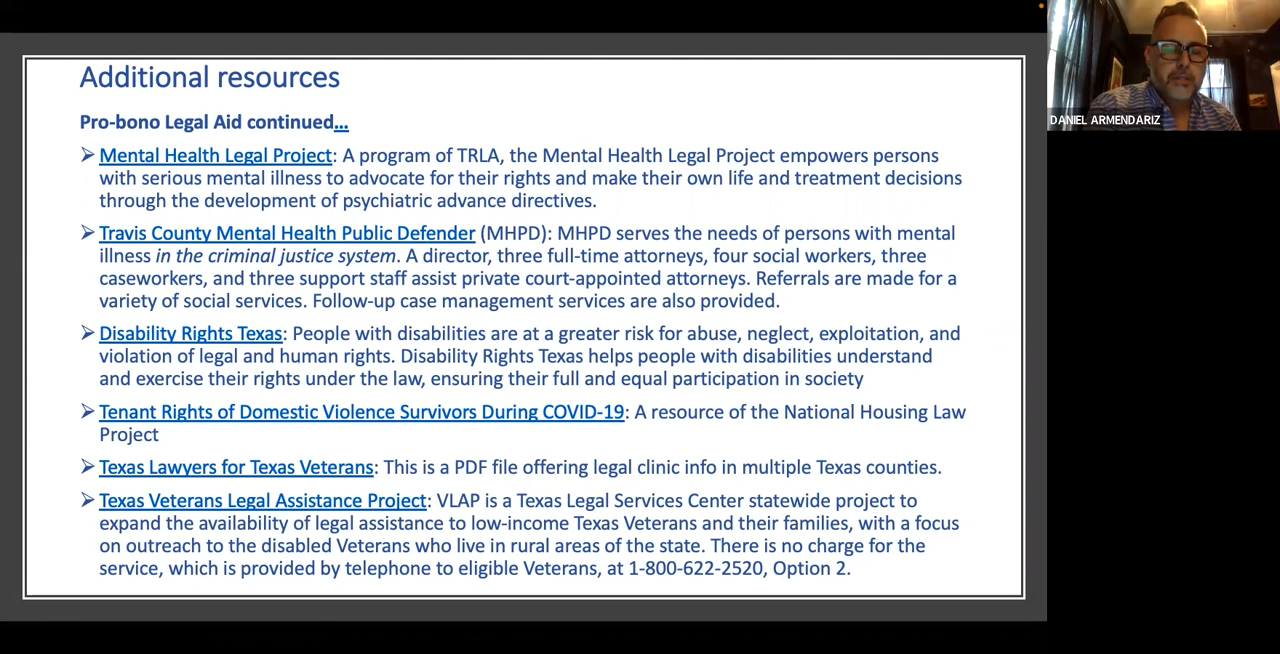 Additional resources
Pro-bono Legal Aid continued...
➢ Mental Health Legal Project: A program of TRLA, the Mental Health Legal Project empowers persons
with serious mental illness to advocate for their rights and make their own life and treatment decisions
through the development of psychiatric advance directives.
➢ Travis County Mental Health Public Defender (MHPD): MHPD serves the needs of persons with mental
illness in the criminal justice system. A director, three full-time attorneys, four social workers, three
caseworkers, and three support staff assist private court-appointed attorneys. Referrals are made for a
variety of social services. Follow-up case management services are also provided.
➢ Disability Rights Texas: People with disabilities are at a greater risk for abuse, neglect, exploitation, and
violation of legal and human rights. Disability Rights Texas helps people with disabilities understand
and exercise their rights under the law, ensuring their full and equal participation in society
➢ Tenant Rights of Domestic Violence Survivors During COVID-19: A resource of the National Housing Law
Project
➢ Texas Lawyers for Texas Veterans: This is a PDF file offering legal clinic info in multiple Texas counties.
➢ Texas Veterans Legal Assistance Project: VLAP is a Texas Legal Services Center statewide project to
expand the availability of legal assistance to low-income Texas Veterans and their families, with a focus
on outreach to the disabled Veterans who live in rural areas of the state. There is no charge for the
service, which is provided by telephone to eligible Veterans, at 1-800-622-2520, Option 2.
DANIEL ARMENDARIZ